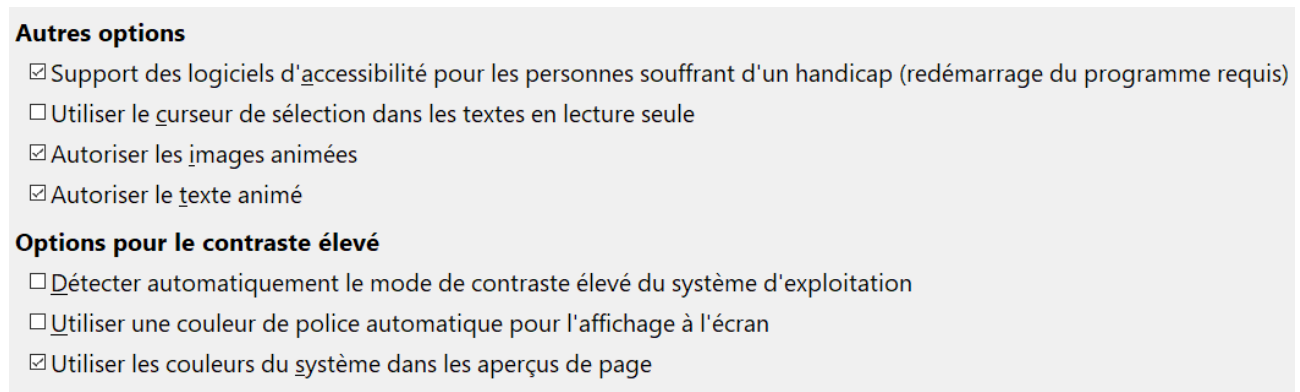 Autres options
Support des logiciels d'accessibilité pour les personnes souffrant d'un handicap (redémarrage du programme requis)
Utiliser le curseur de sélection dans les textes en lecture seule
Autoriser les images animées
Autoriser le texte animé
Options pour le contraste élevé
Détecter automatiquement le mode de contraste élevé du système d'exploitation
Utiliser une couleur de police automatique pour l'affichage à l'écran
Utiliser les couleurs du système dans les aperçus de page